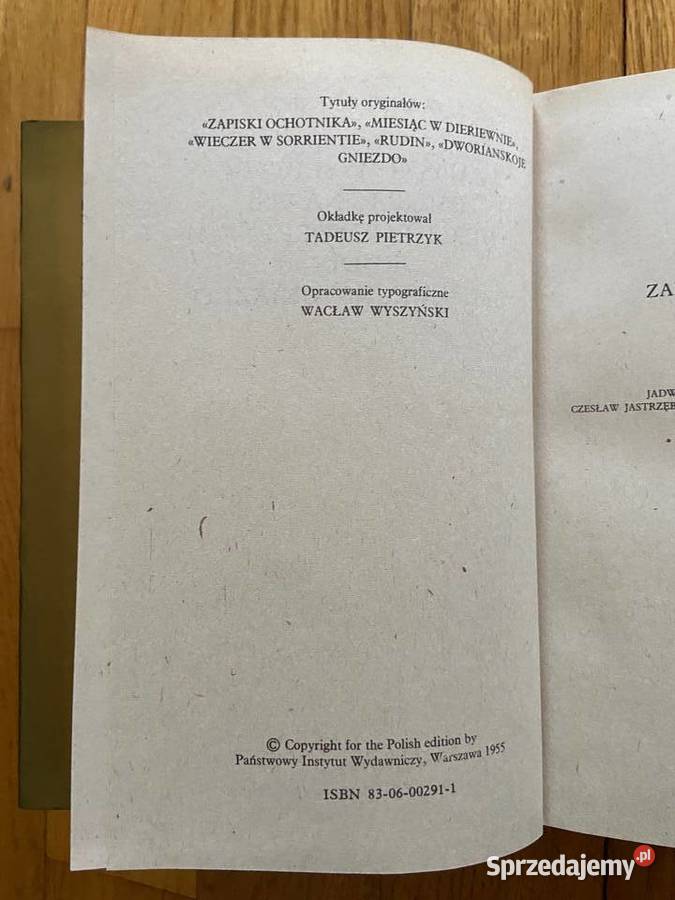 Tytuły oryginałów:
«ZAPISKI OCHOTNIKA», «MIESIĄC W DIERIEWNIE»,
«WIECZER W SORRIENTIE», «RUDIN», «DWORIANSKOJE
GNIEZDO»
Okładkę projektował
TADEUSZ PIETRZYK
Opracowanie typograficzne
WACŁAW WYSZYŃSKI
© Copyright for the Polish edition by
Państwowy Instytut Wydawniczy, Warszawa 1955
ISBN 83-06-00291-1
ZA
JADW
CZESŁAW JASTRZĘB
Sprzedajemy.pl